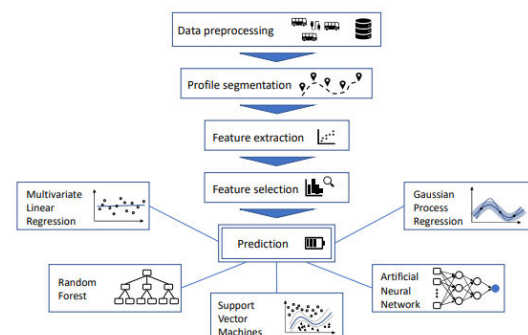 Data preprocessing
Profile segmentation
Feature extraction
Feature selection
Multivariate
Linear
Regression
Gaussian
Process
Regression
Prediction
Random
Forest
Artificial
Neural
Network
Support
Vector
Machines